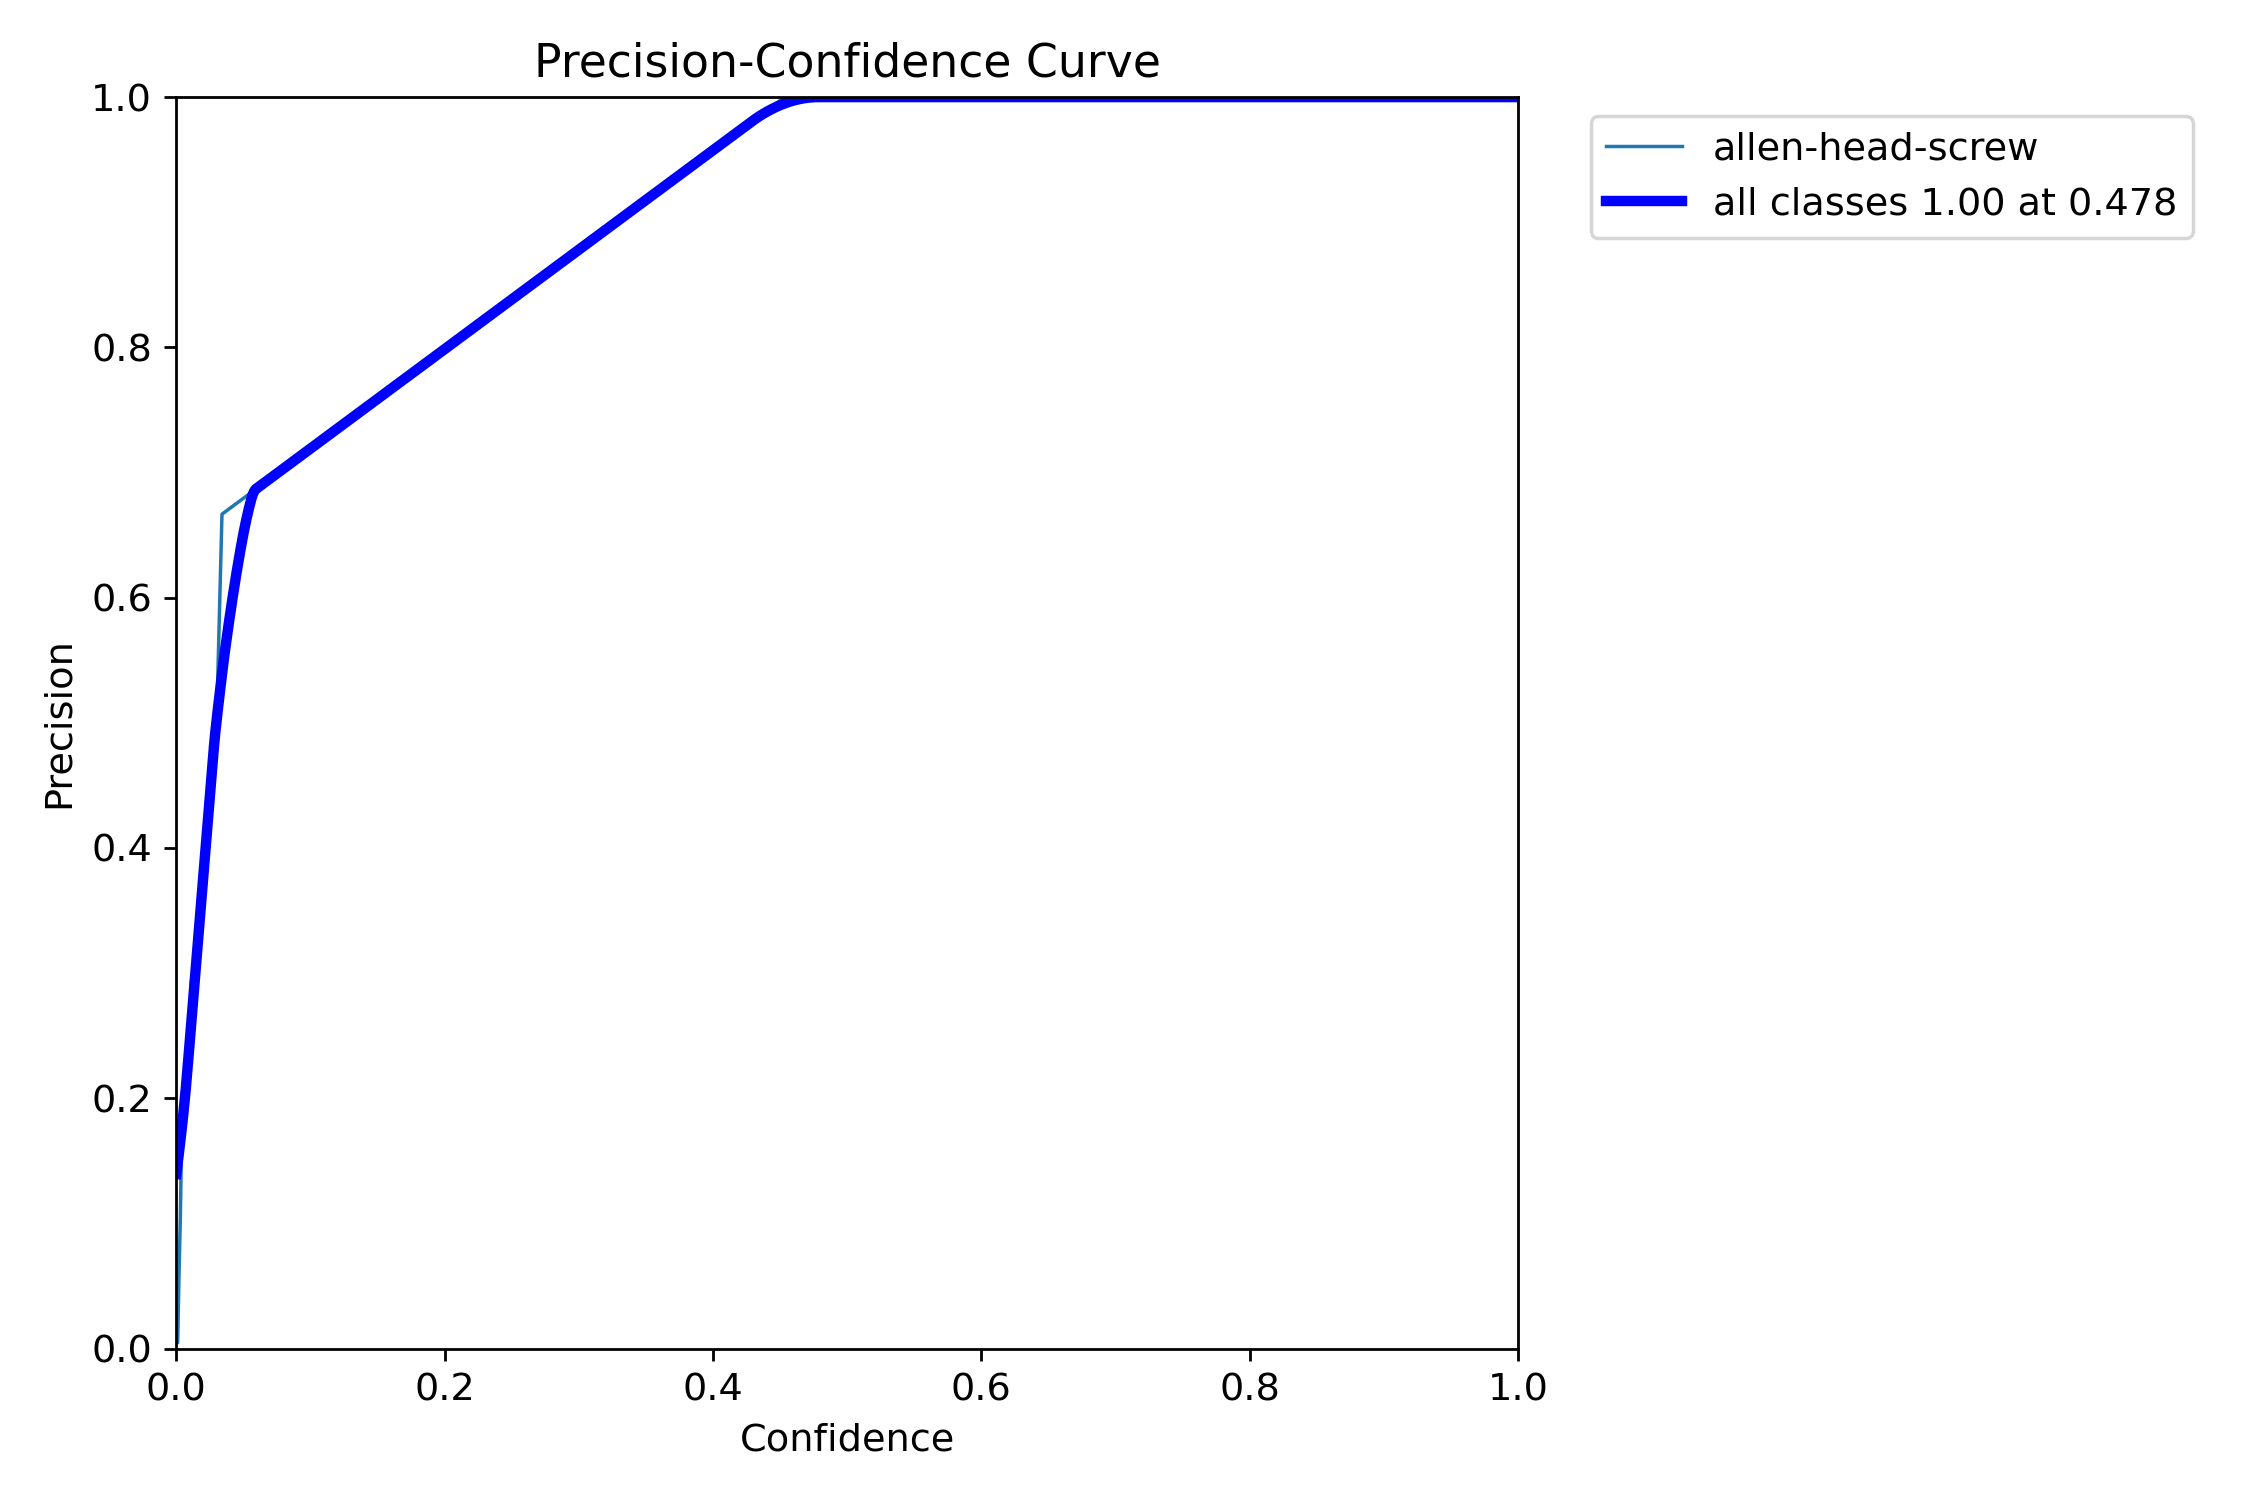 Precision-Confidence Curve
1.0
0.8
0.6
0.4
0.2
0.0
Precision
0.0 0.2 0.4 0.6 0.8 1.0
Confidence
allen-head-screw
all classes 1.00 at 0.478